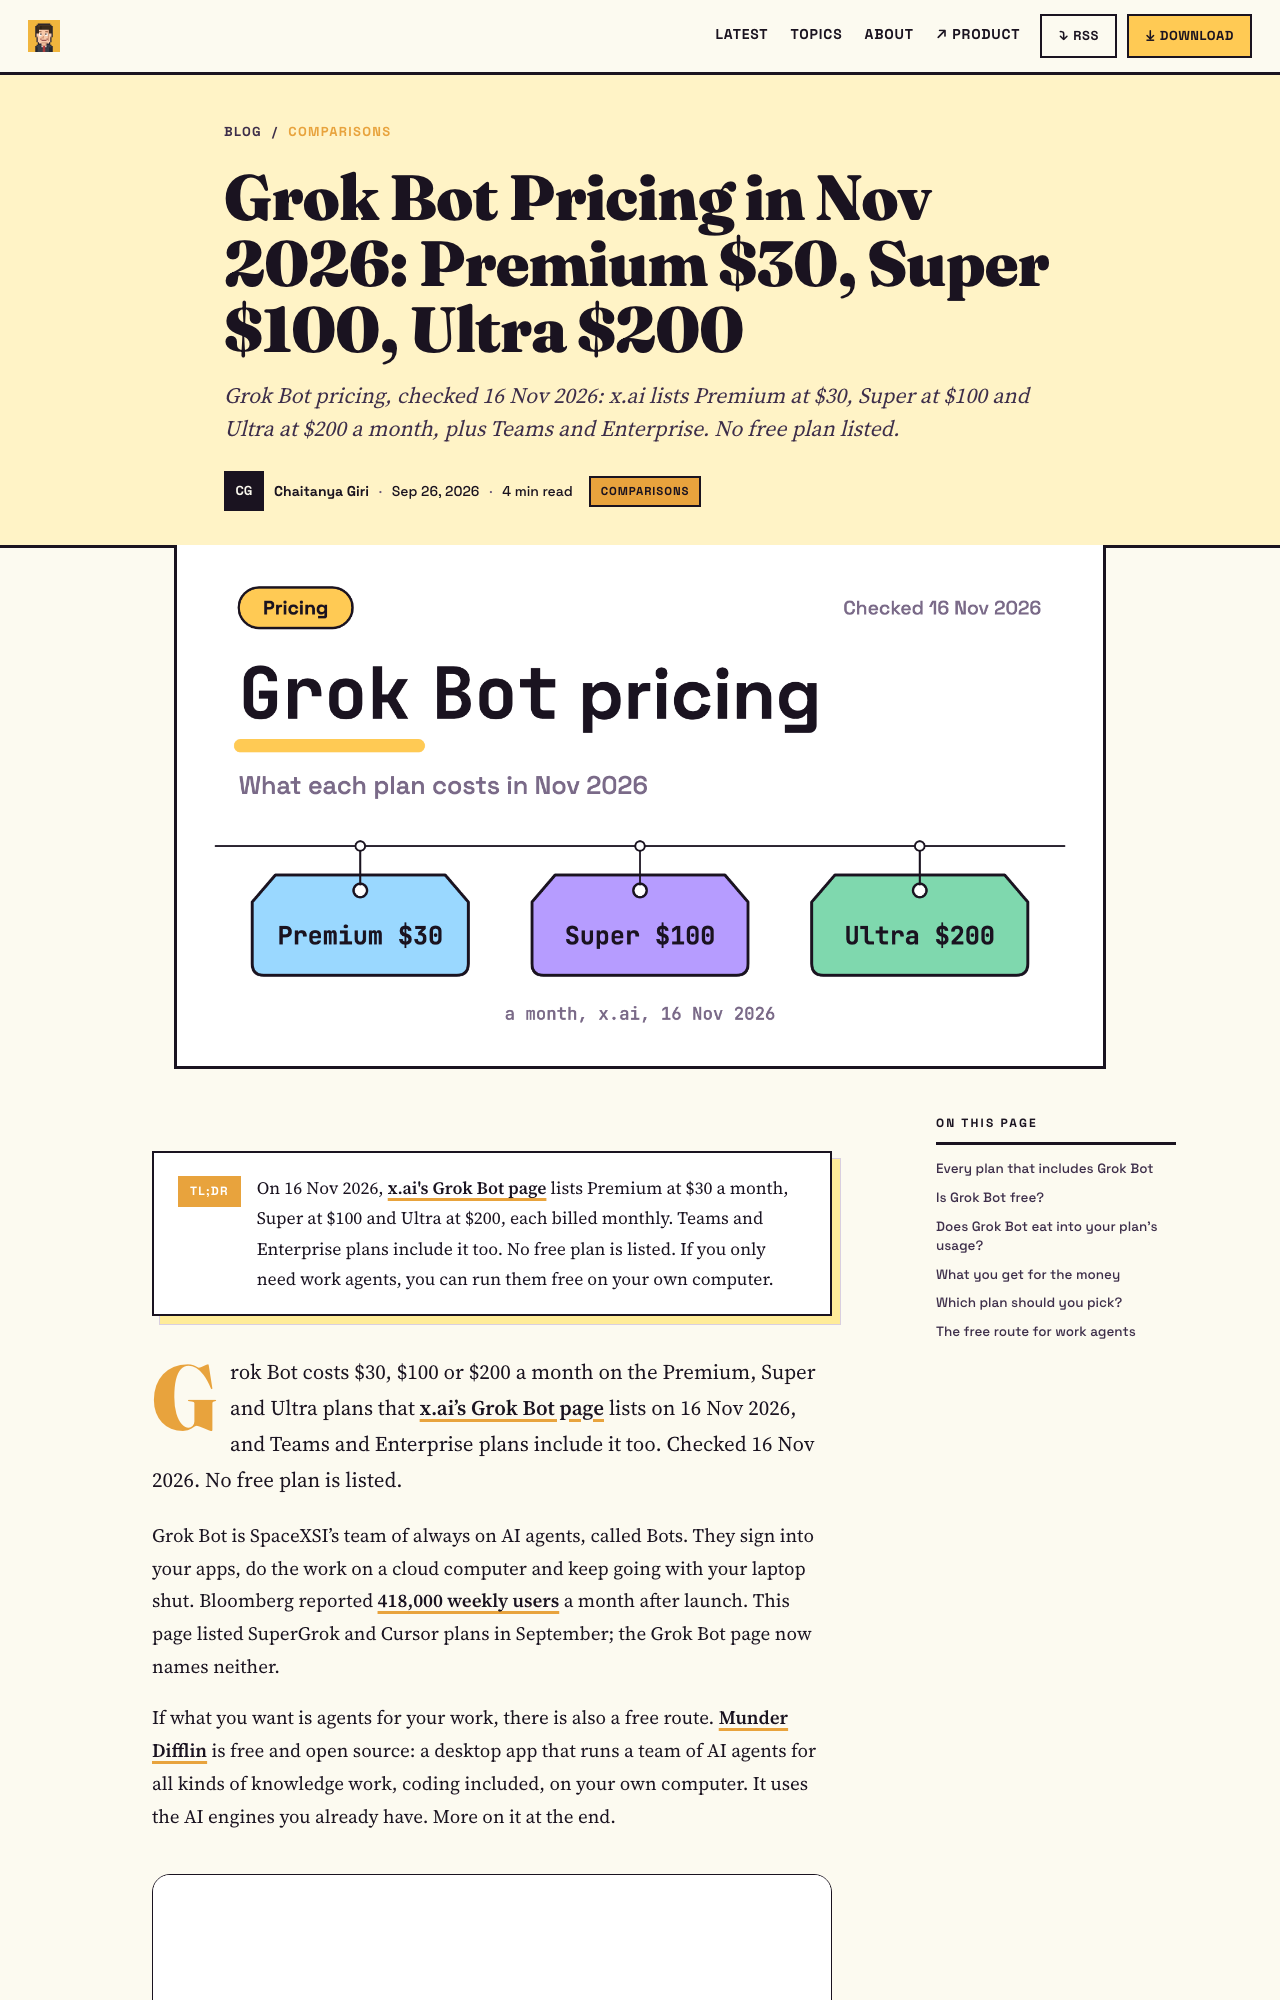 LATEST TOPICS ABOUT ↗ PRODUCT ⤵ RSS ⤓ DOWNLOAD
BLOG / COMPARISONS
Grok Bot Pricing in Nov
2026: Premium $30, Super
$100, Ultra $200
Grok Bot pricing, checked 16 Nov 2026: x.ai lists Premium at $30, Super at $100 and
Ultra at $200 a month, plus Teams and Enterprise. No free plan listed.
CG Chaitanya Giri · Sep 26, 2026 · 4 min read COMPARISONS
Pricing Checked 16 Nov 2026
Grok Bot pricing
What each plan costs in Nov 2026
Premium $30 Super $100 Ultra $200
a month, x.ai, 16 Nov 2026
ON THIS PAGE
Every plan that includes Grok Bot
Is Grok Bot free?
Does Grok Bot eat into your plan's
usage?
What you get for the money
Which plan should you pick?
The free route for work agents
TL;DR On 16 Nov 2026, x.ai's Grok Bot page lists Premium at $30 a month,
Super at $100 and Ultra at $200, each billed monthly. Teams and
Enterprise plans include it too. No free plan is listed. If you only
need work agents, you can run them free on your own computer.
Grok Bot costs $30, $100 or $200 a month on the Premium, Super
and Ultra plans that x.ai’s Grok Bot page lists on 16 Nov 2026,
and Teams and Enterprise plans include it too. Checked 16 Nov
2026. No free plan is listed.
Grok Bot is SpaceXSI’s team of always on AI agents, called Bots. They sign into
your apps, do the work on a cloud computer and keep going with your laptop
shut. Bloomberg reported 418,000 weekly users a month after launch. This
page listed SuperGrok and Cursor plans in September; the Grok Bot page now
names neither.
If what you want is agents for your work, there is also a free route. Munder
Difflin is free and open source: a desktop app that runs a team of AI agents for
all kinds of knowledge work, coding included, on your own computer. It uses
the AI engines you already have. More on it at the end.